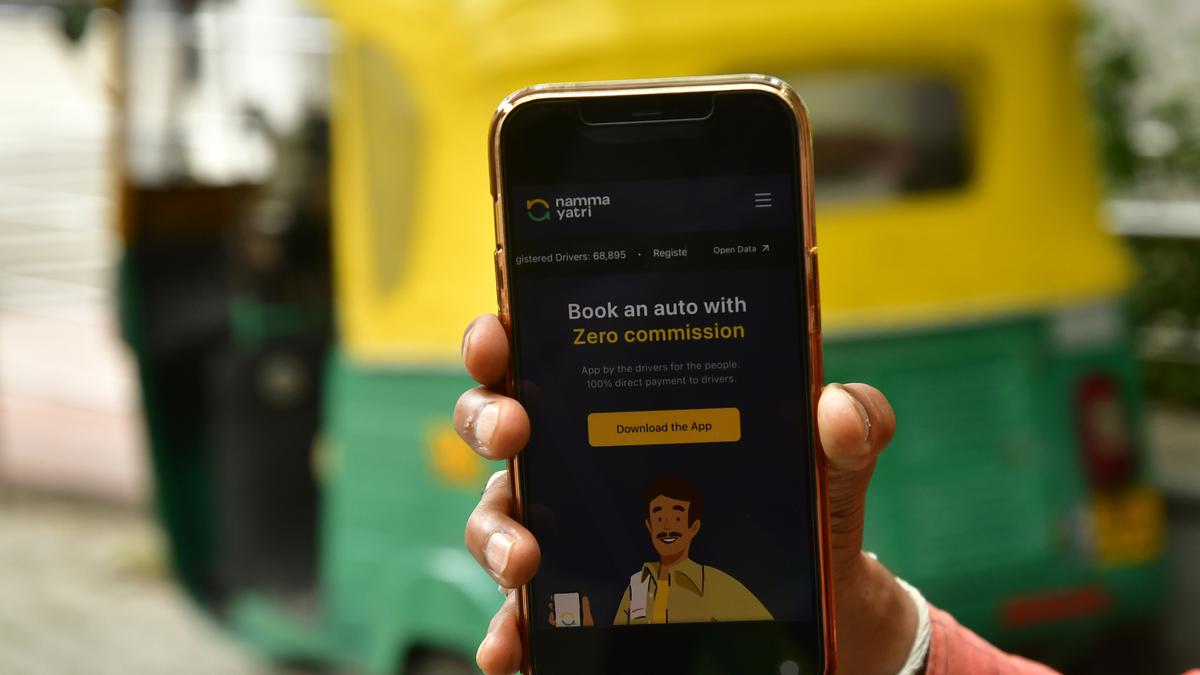 namma
yatri
gistered Drivers: 68,895 · Registe Open Data ↗
Book an auto with
Zero commission
App by the drivers for the people.
100% direct payment to drivers.
Download the App